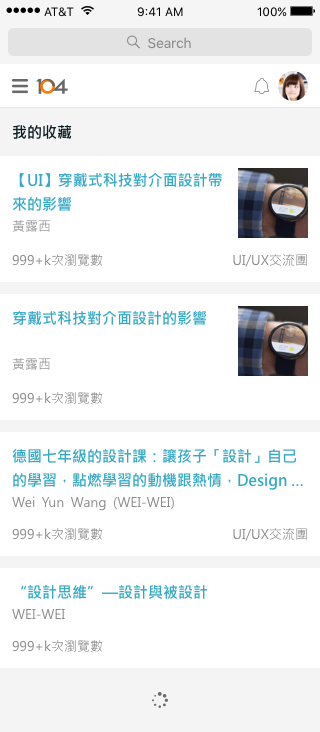 AT&T 9:41 AM 100%
Search
104
我的收藏
【UI】穿戴式科技對介面設計帶
來的影響
黃露西
999+k次瀏覽數 UI/UX交流團
穿戴式科技對介面設計的影響
黃露西
999+k次瀏覽數
德國七年級的設計課：讓孩子「設計」自己
的學習，點燃學習的動機跟熱情，Design ...
Wei Yun Wang (WEI-WEI)
999+k次瀏覽數 UI/UX交流團
“設計思維”—設計與被設計
WEI-WEI
999+k次瀏覽數